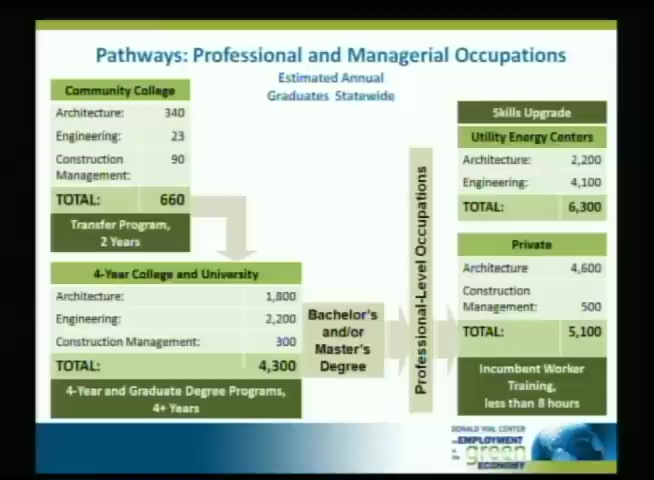 Pathways: Professional and Managerial Occupations
Estimated Annual
Graduates Statewide
Community College
Architecture: 340
Engineering: 23
Construction 90
Management:
TOTAL: 660
Transfer Program,
2 Years
4-Year College and University
Architecture: 1,800
Engineering: 2,200
Construction Management: 300
TOTAL: 4,300
4-Year and Graduate Degree Programs,
4+ Years
Bachelor's
and/or
Master's
Degree
Professional-Level Occupations
Skills Upgrade
Utility Energy Centers
Architecture: 2,200
Engineering: 4,100
TOTAL: 6,300
Private
Architecture 4,600
Construction
Management: 500
TOTAL: 5,100
Incumbent Worker
Training,
less than 8 hours
DONALD VIAL CENTER
EMPLOYMENT
green
ECONOMY